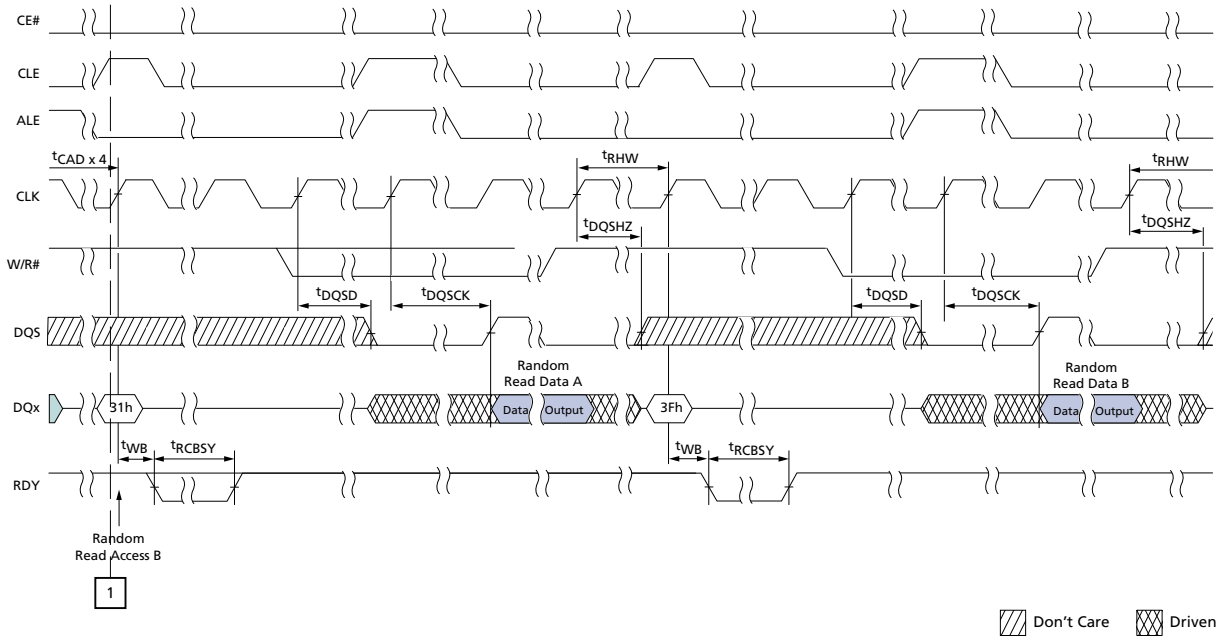 CE#
CLE
ALE
tCAD x 4
tRHW
tRHW
CLK
tDQSHZ
tDQSHZ
W/R#
tDQSD
tDQSCK
tDQSD
tDQSCK
DQS
Random
Read Data A
Random
Read Data B
DQx
31h
Data
Output
3Fh
Data
Output
tWB
tRCBSY
tWB
tRCBSY
RDY
Random
Read Access B
1
Don't Care
Driven